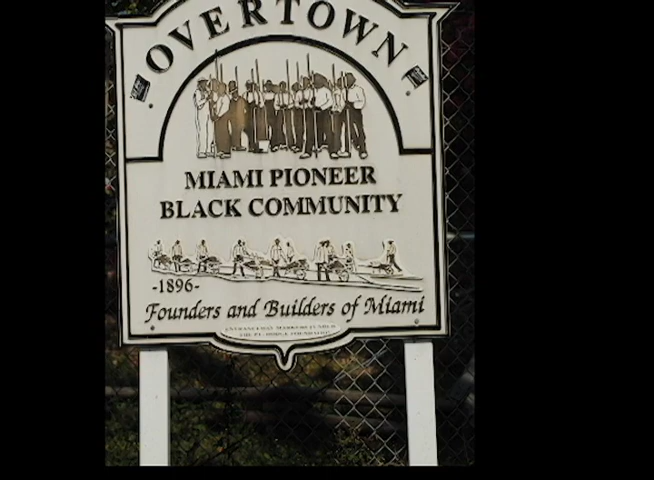 OVERTOWN
MIAMI PIONEER
BLACK COMMUNITY
-1896-
Founders and Builders of Miami